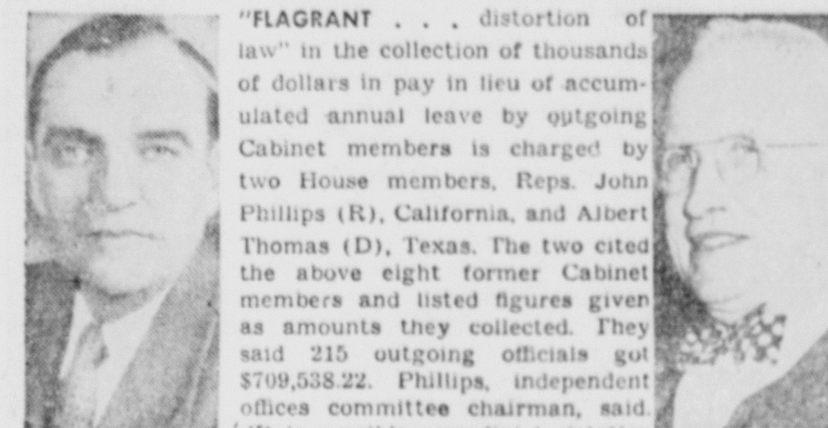 "FLAGRANT . . . distortion of
law" in the collection of thousands
of dollars in pay in lieu of accum-
ulated annual leave by outgoing
Cabinet members is charged by
two House members, Reps. John
Phillips (R), California, and Albert
Thomas (D), Texas. The two cited
the above eight former Cabinet
members and listed figures given
as amounts they collected. They
said 215 outgoing officials got
$709,538.22. Phillips, independent
offices committee chairman, said.